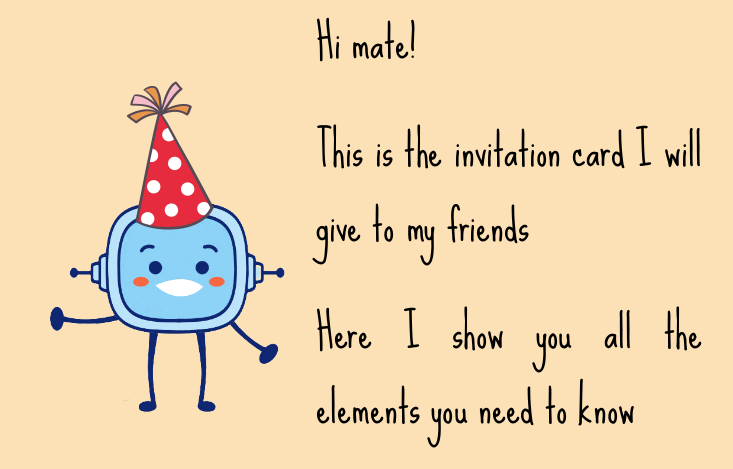 Hi mate!
This is the invitation card I will
give to my friends
Here I show you all the
elements you need to know